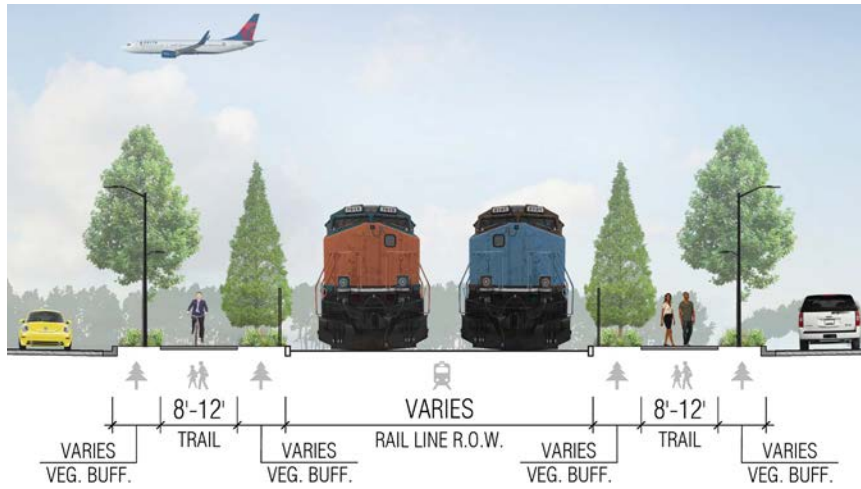 DELTA
8'-12'
VARIES
8'-12'
TRAIL
RAIL LINE R.O.W.
TRAIL
VARIES
VARIES
VARIES
VARIES
VEG. BUFF.
VEG. BUFF.
VEG. BUFF.
VEG. BUFF.